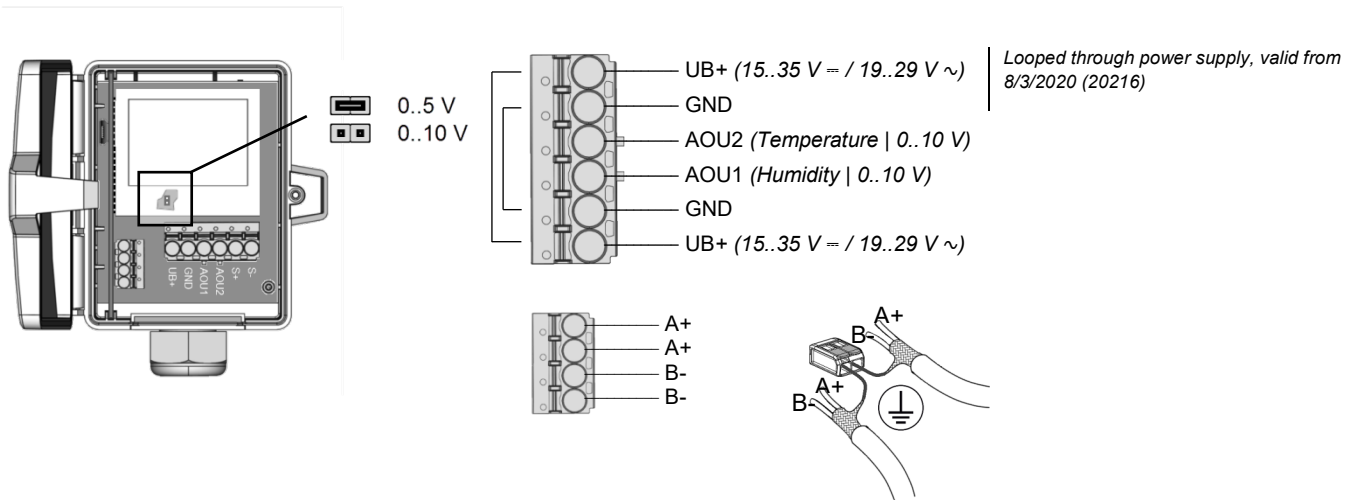 0..5 V
0..10 V
UB+
GND
AOU1
AOU2
S+
S-
UB+ (15..35 V ⎓ / 19..29 V ∿)
GND
AOU2 (Temperature | 0..10 V)
AOU1 (Humidity | 0..10 V)
GND
UB+ (15..35 V ⎓ / 19..29 V ∿)
Looped through power supply, valid from
8/3/2020 (20216)
A+
A+
B-
B-
A+
B-
A+
B-